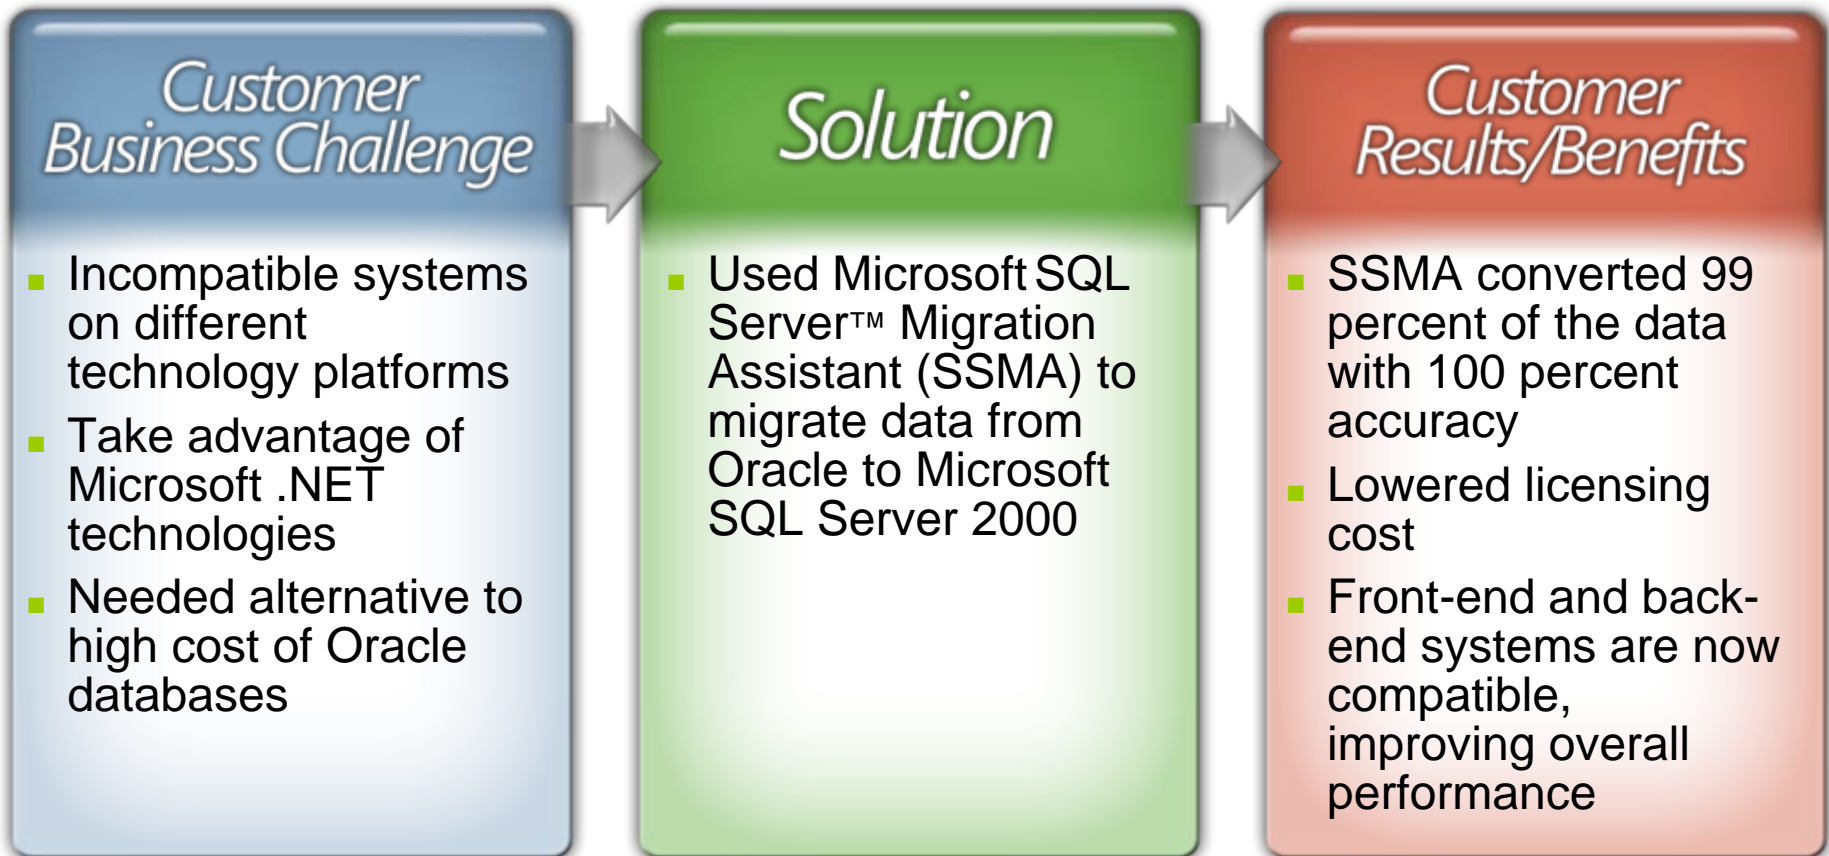 Customer
Business Challenge
■ Incompatible systems
on different
technology platforms
■ Take advantage of
Microsoft .NET
technologies
■ Needed alternative to
high cost of Oracle
databases
Solution
■ Used Microsoft SQL
Server™ Migration
Assistant (SSMA) to
migrate data from
Oracle to Microsoft
SQL Server 2000
Customer
Results/Benefits
■ SSMA converted 99
percent of the data
with 100 percent
accuracy
■ Lowered licensing
cost
■ Front-end and back-
end systems are now
compatible,
improving overall
performance